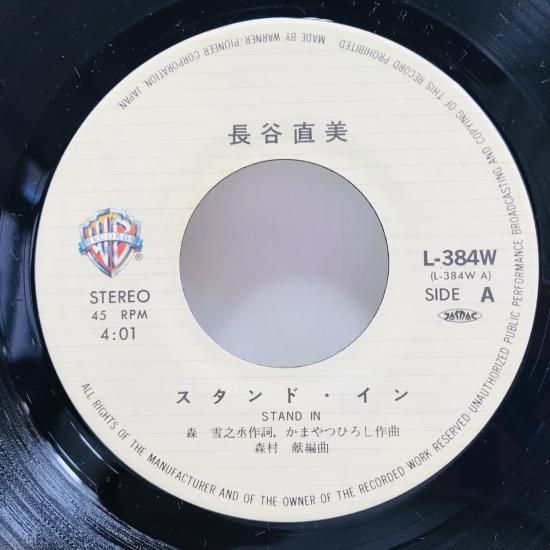 MADE BY WARNER-PIONEER CORPORATION, JAPAN
長谷直美
RECORDS
®
STEREO
45 RPM
4:01
L-384W
(L-384W A)
SIDE A
JASRAC
スタンド・イン
STAND IN
森 雪之丞作詞, かまやつひろし作曲
森村 献編曲
ALL RIGHTS OF THE MANUFACTURER AND OF THE OWNER OF THE RECORDED WORK RESERVED·UNAUTHORIZED PUBLIC PERFORMANCE BROADCASTING AND COPYING OF THIS RECORD PROHIBITED.